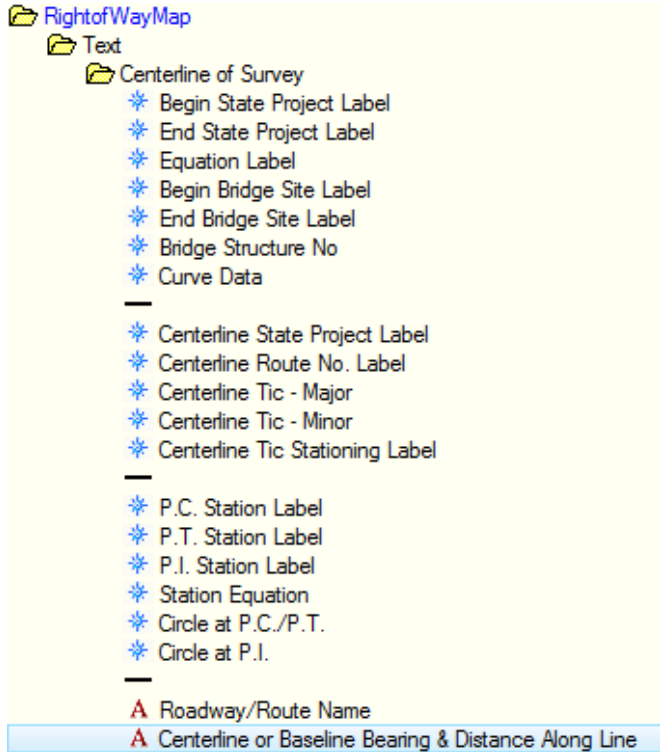 RightofWayMap
Text
Centerline of Survey
Begin State Project Label
End State Project Label
Equation Label
Begin Bridge Site Label
End Bridge Site Label
Bridge Structure No
Curve Data
Centerline State Project Label
Centerline Route No. Label
Centerline Tic - Major
Centerline Tic - Minor
Centerline Tic Stationing Label
P.C. Station Label
P.T. Station Label
P.I. Station Label
Station Equation
Circle at P.C./P.T.
Circle at P.I.
A Roadway/Route Name
A Centerline or Baseline Bearing & Distance Along Line